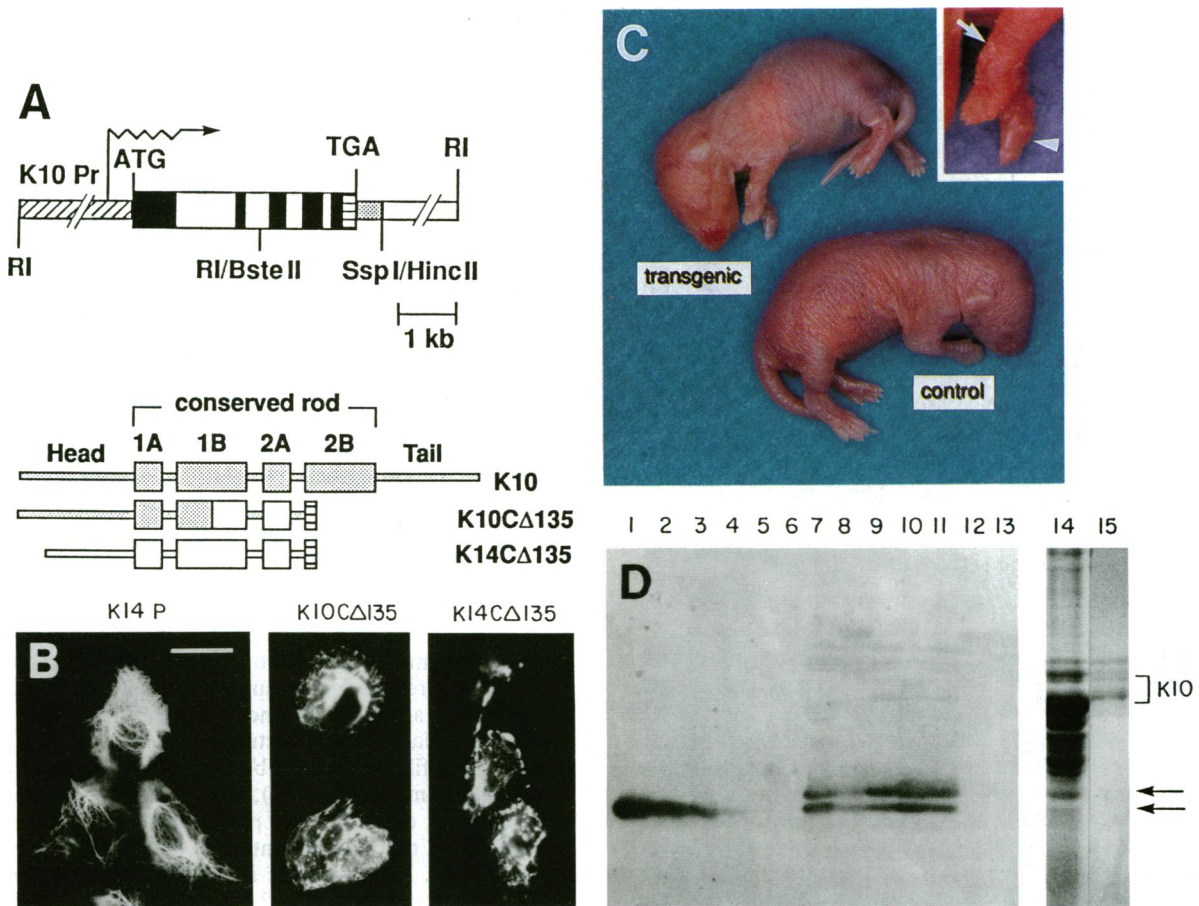 A
K10 Pr
ATG
TGA
RI
RI
RI/Bste II
Ssp I/Hinc II
1 kb
conserved rod
Head
1A
1B
2A
2B
Tail
K10
K10CΔ135
K14CΔ135
K14 P
K10CΔ135
K14CΔ135
B
C
transgenic
control
1 2 3 4 5 6 7 8 9 10 11 12 13 14 15
D
K10